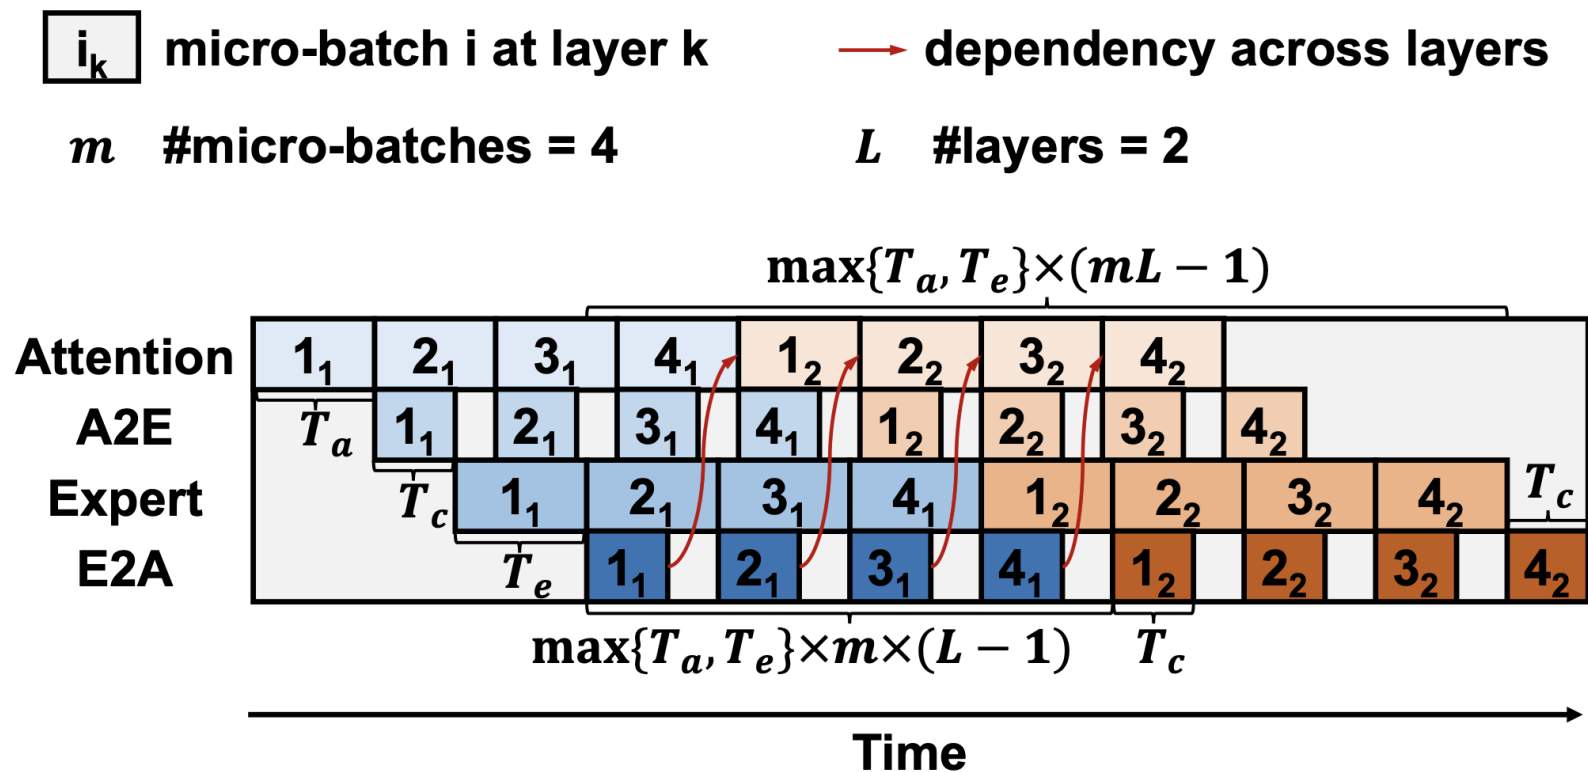 i_k micro-batch i at layer k → dependency across layers
m #micro-batches = 4 L #layers = 2
max{T_a, T_e}×(mL − 1)
Attention 1_1 2_1 3_1 4_1 1_2 2_2 3_2 4_2
T_a
A2E 1_1 2_1 3_1 4_1 1_2 2_2 3_2 4_2
T_c
Expert 1_1 2_1 3_1 4_1 1_2 2_2 3_2 4_2
T_c
T_e
E2A 1_1 2_1 3_1 4_1 1_2 2_2 3_2 4_2
max{T_a, T_e}×m×(L − 1) T_c
Time